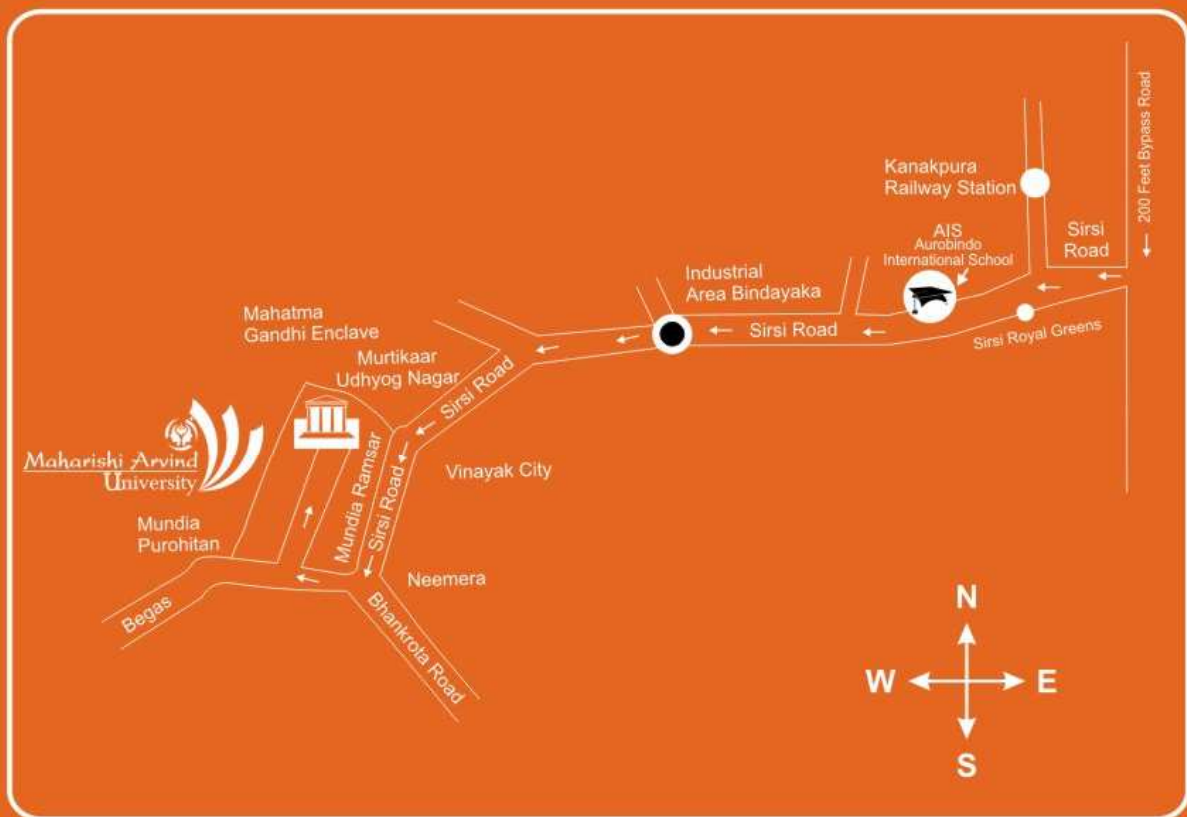 200 Feet Bypass Road
Kanakpura
Railway Station
Sirsi
Road
AIS
Aurobindo
International School
Industrial
Area Bindayaka
Sirsi Road
Sirsi Royal Greens
Mahatma
Gandhi Enclave
Murtikaar
Udhyog Nagar
Sirsi Road
Maharishi Arvind
University
Mundia Ramsar
Sirsi Road
Vinayak City
Mundia
Purohitan
Neemera
Begas
Bhankrota Road
N
W
E
S